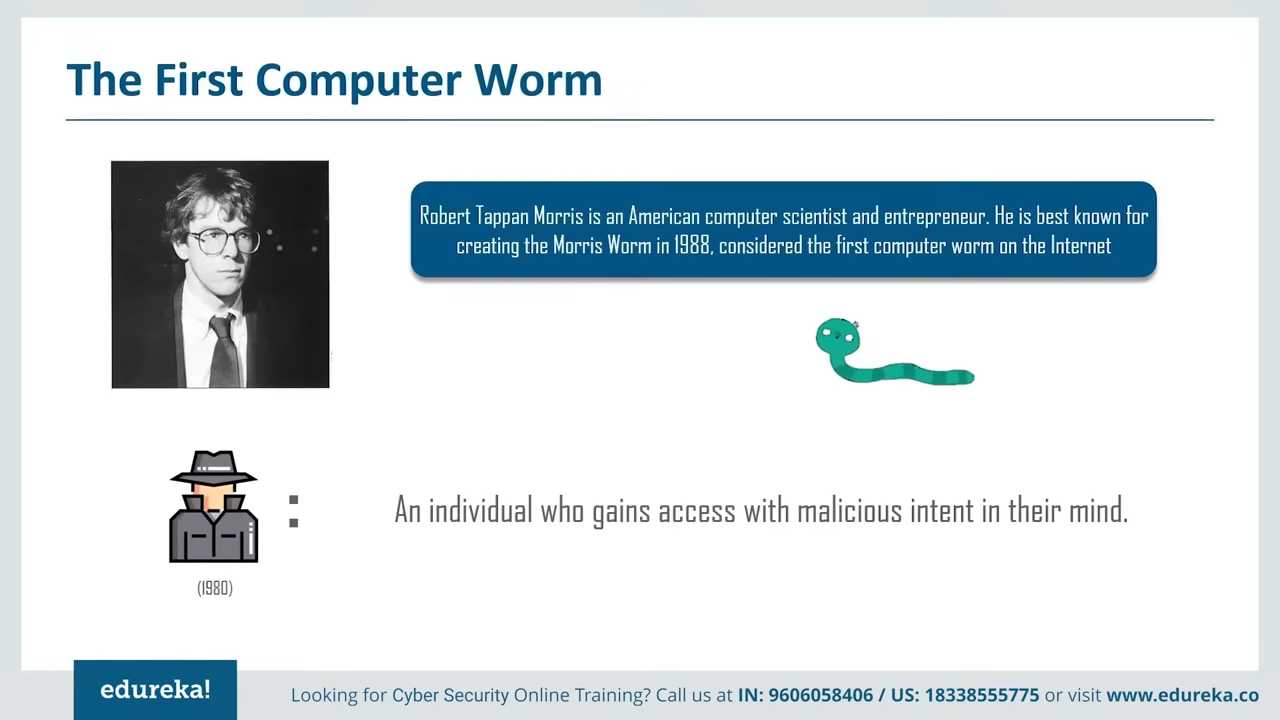 The First Computer Worm
Robert Tappan Morris is an American computer scientist and entrepreneur. He is best known for
creating the Morris Worm in 1988, considered the first computer worm on the Internet
:
An individual who gains access with malicious intent in their mind.
(1980)
edureka!
Looking for Cyber Security Online Training? Call us at IN: 9606058406 / US: 18338555775 or visit www.edureka.co